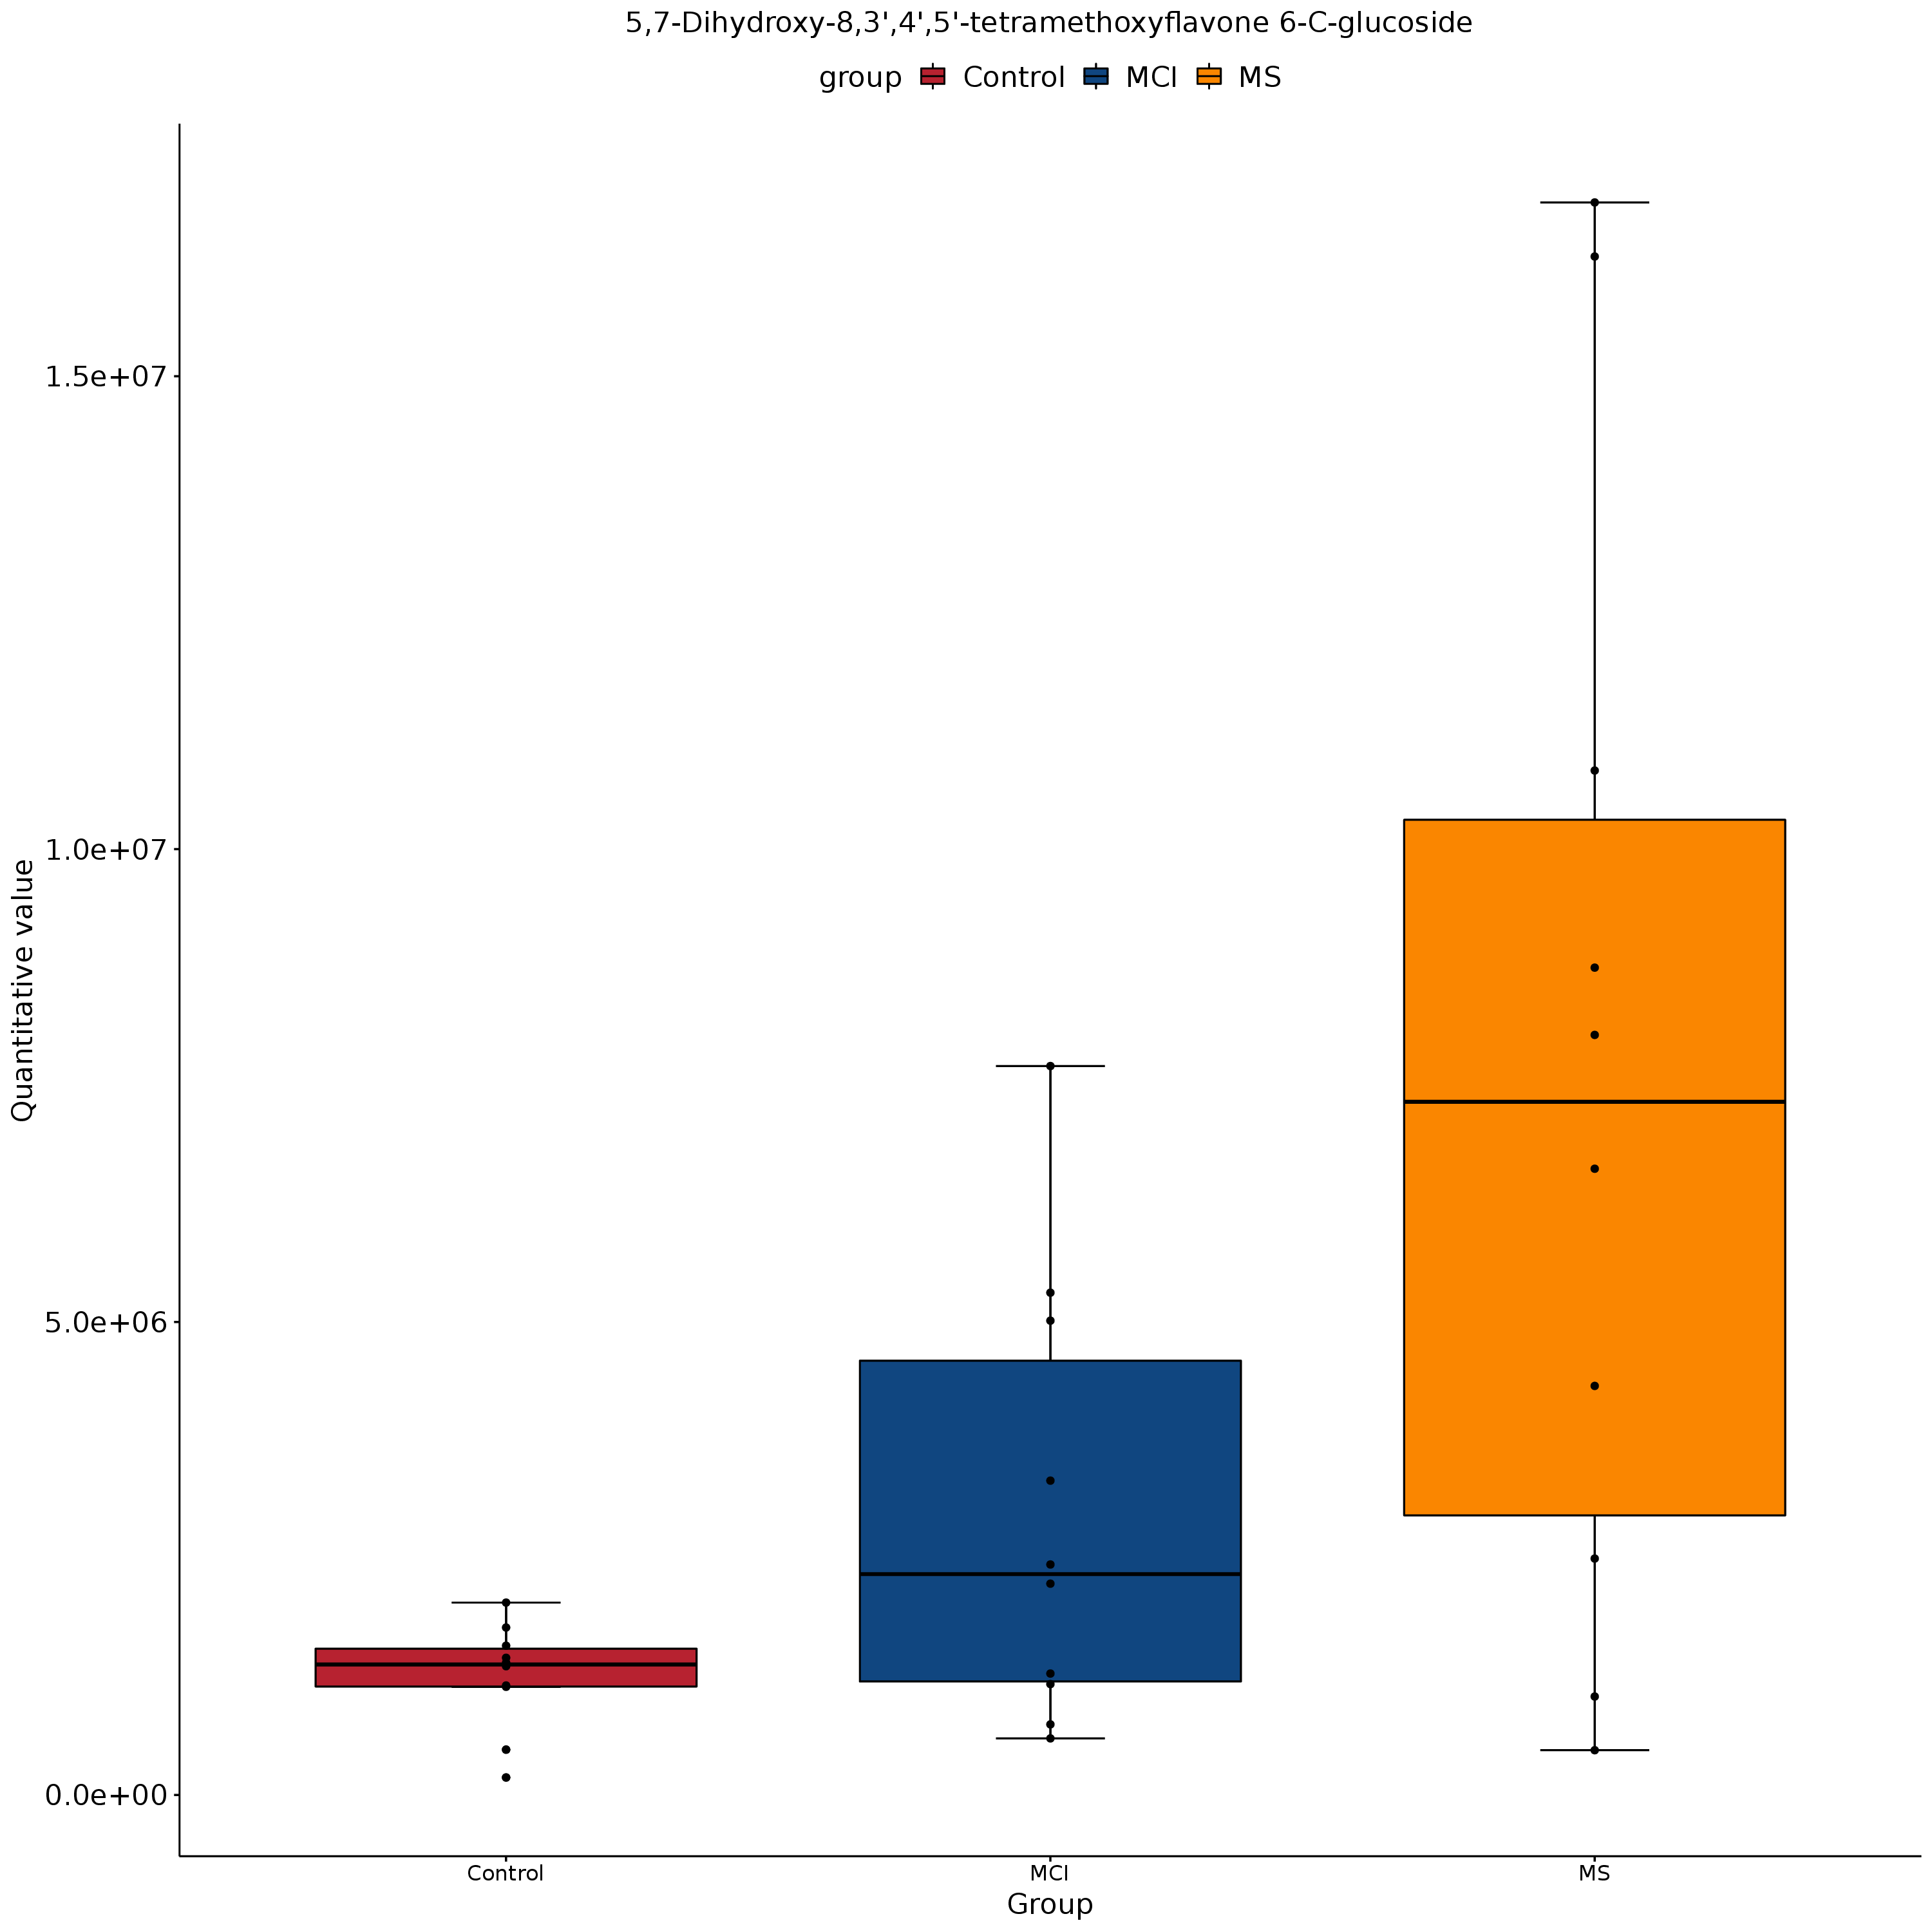 5,7-Dihydroxy-8,3',4',5'-tetramethoxyflavone 6-C-glucoside
group Control MCI MS
Quantitative value
1.5e+07
1.0e+07
5.0e+06
0.0e+00
Control MCI MS
Group